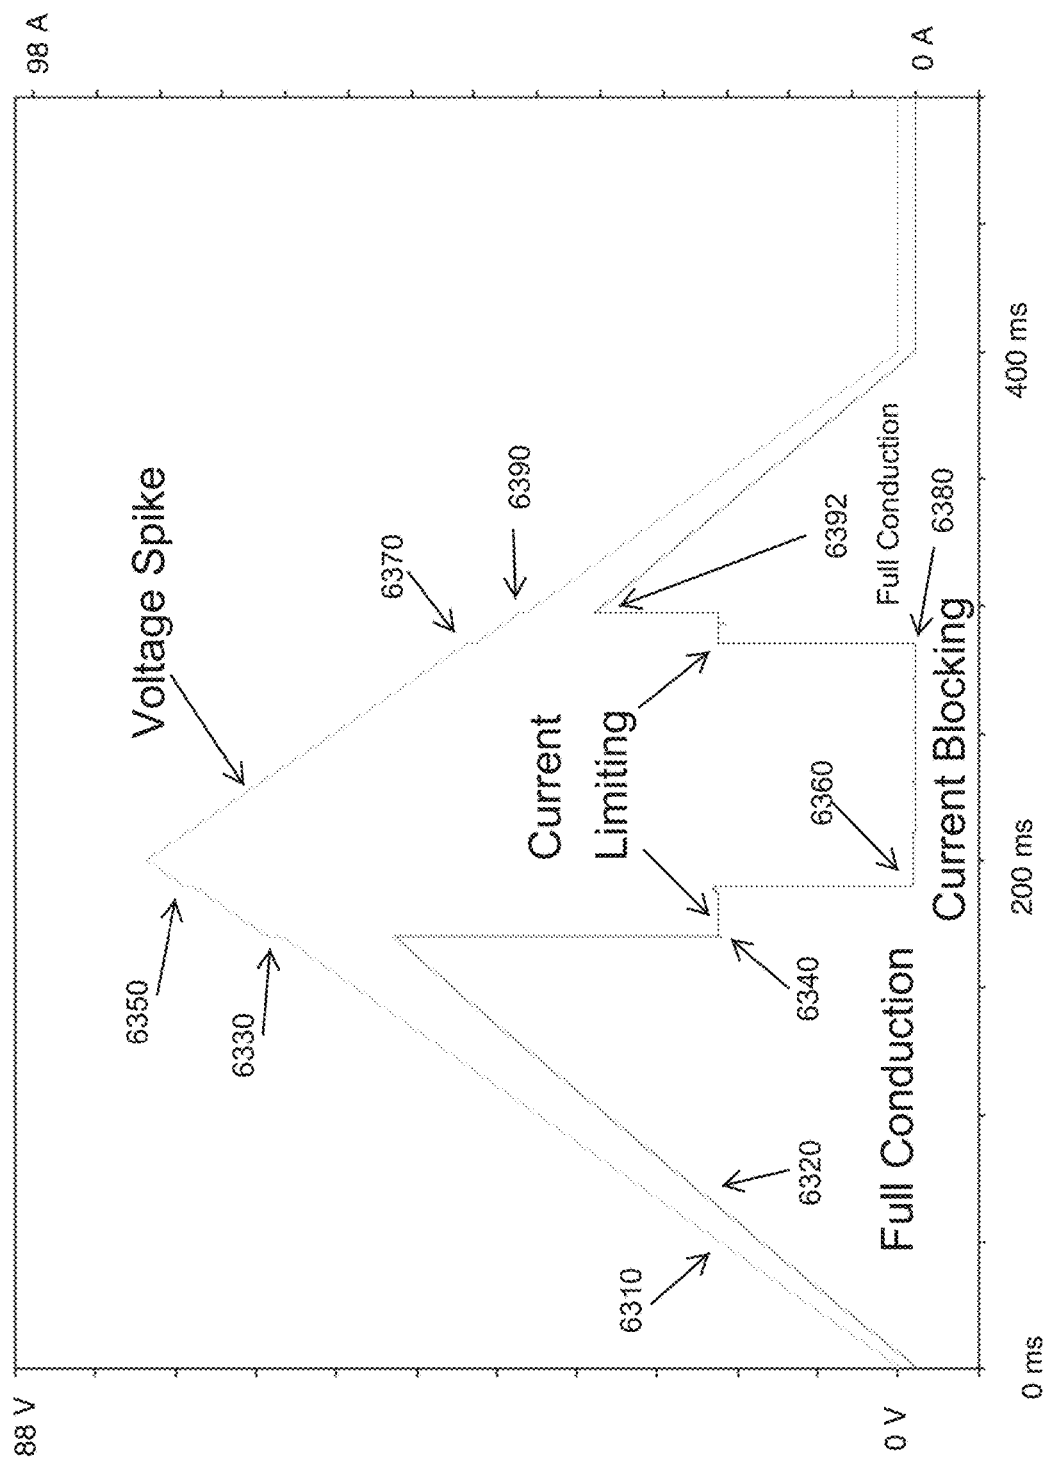 88 V
98 A
Voltage Spike
6350
6370
6330
6390
Current
Limiting
6310
6320
6340
6360
6392
Full Conduction
Full Conduction
6380
Current Blocking
0 V
0 A
0 ms
200 ms
400 ms